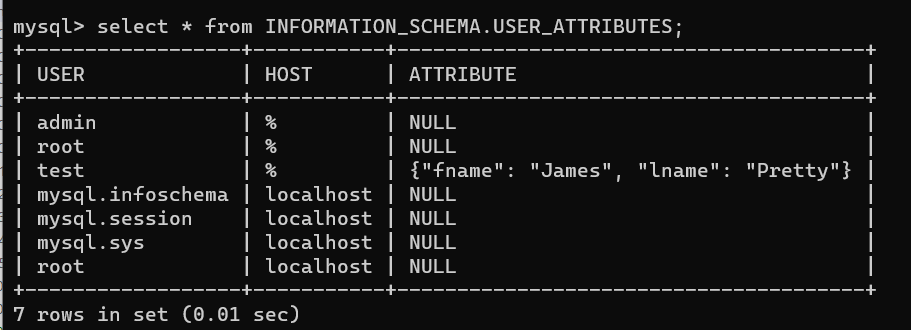 mysql> select * from INFORMATION_SCHEMA.USER_ATTRIBUTES;
+------------------+-----------+---------------------------------------+
| USER             | HOST      | ATTRIBUTE                             |
+------------------+-----------+---------------------------------------+
| admin            | %         | NULL                                  |
| root             | %         | NULL                                  |
| test             | %         | {"fname": "James", "lname": "Pretty"} |
| mysql.infoschema | localhost | NULL                                  |
| mysql.session    | localhost | NULL                                  |
| mysql.sys        | localhost | NULL                                  |
| root             | localhost | NULL                                  |
+------------------+-----------+---------------------------------------+
7 rows in set (0.01 sec)